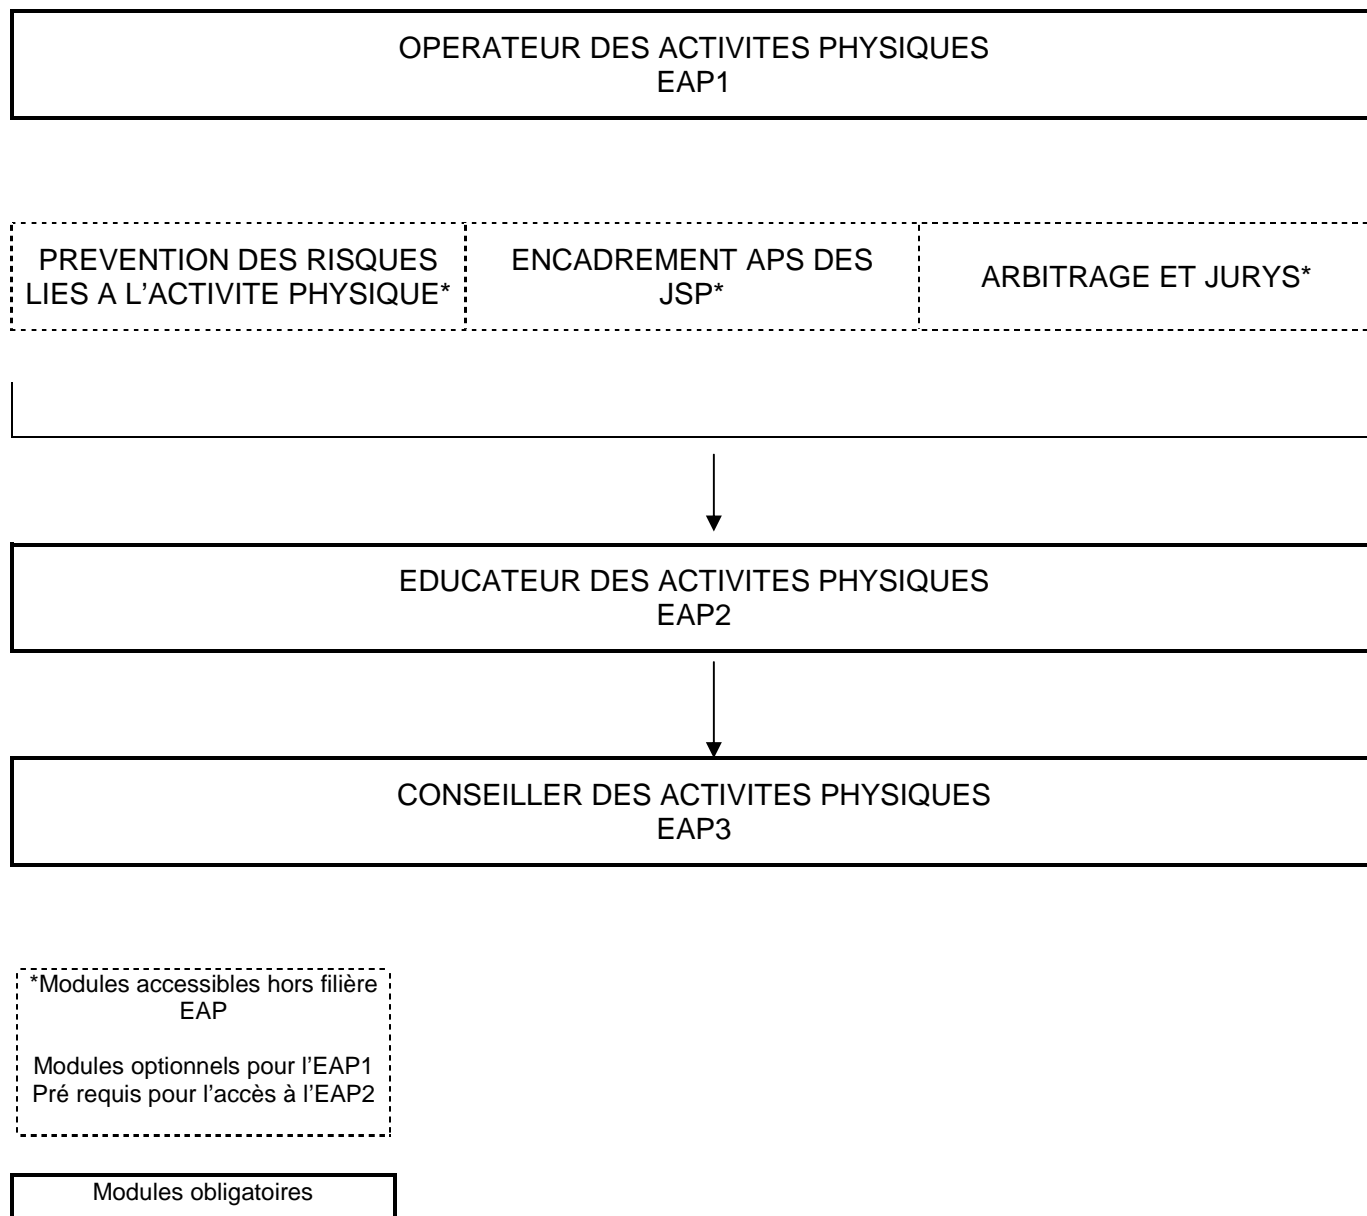 OPERATEUR DES ACTIVITES PHYSIQUES
EAP1
PREVENTION DES RISQUES
LIES A L'ACTIVITE PHYSIQUE*
ENCADREMENT APS DES
JSP*
ARBITRAGE ET JURYS*
EDUCATEUR DES ACTIVITES PHYSIQUES
EAP2
CONSEILLER DES ACTIVITES PHYSIQUES
EAP3
*Modules accessibles hors filière
EAP
Modules optionnels pour l'EAP1
Pré requis pour l'accès à l'EAP2
Modules obligatoires